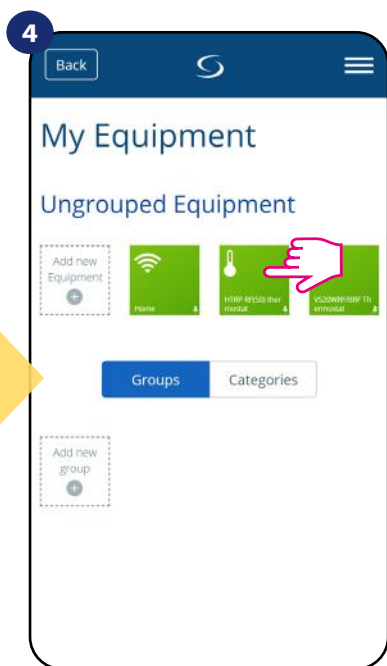 4
Back
My Equipment
Ungrouped Equipment
Add new
Equipment
Home
HTRP-RF(50) ther
mostat
VS20WRF/BRF Th
ermostat
Groups
Categories
Add new
group